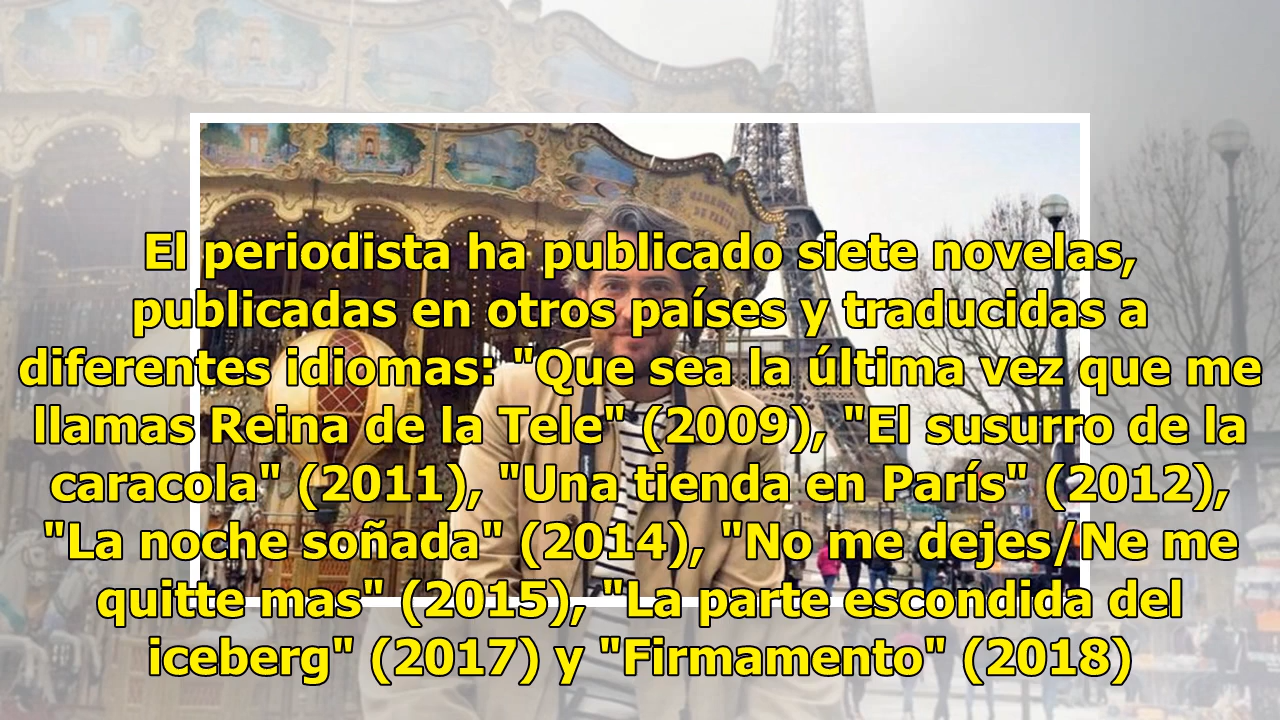 CAROUSEL
DE PARIS
El periodista ha publicado siete novelas,
publicadas en otros países y traducidas a
diferentes idiomas: "Que sea la última vez que me
llamas Reina de la Tele" (2009), "El susurro de la
caracola" (2011), "Una tienda en París" (2012),
"La noche soñada" (2014), "No me dejes/Ne me
quitte mas" (2015), "La parte escondida del
iceberg" (2017) y "Firmamento" (2018)